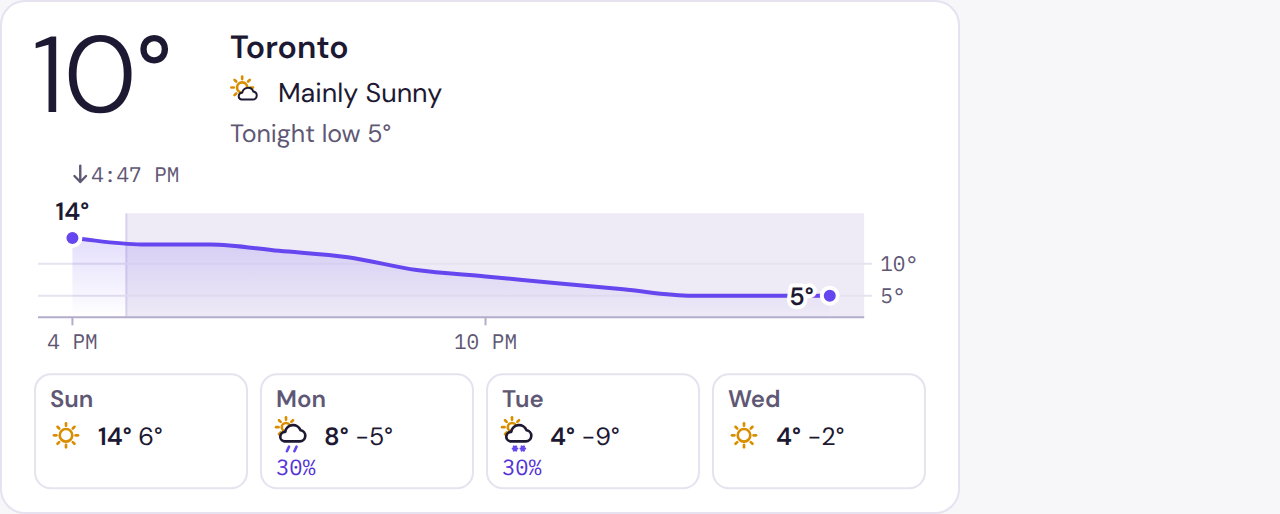 10°
Toronto
Mainly Sunny
Tonight low 5°
↓4:47 PM
14°
10°
5°
5°
4 PM
10 PM
Sun
14° 6°
Mon
8° -5°
30%
Tue
4° -9°
30%
Wed
4° -2°